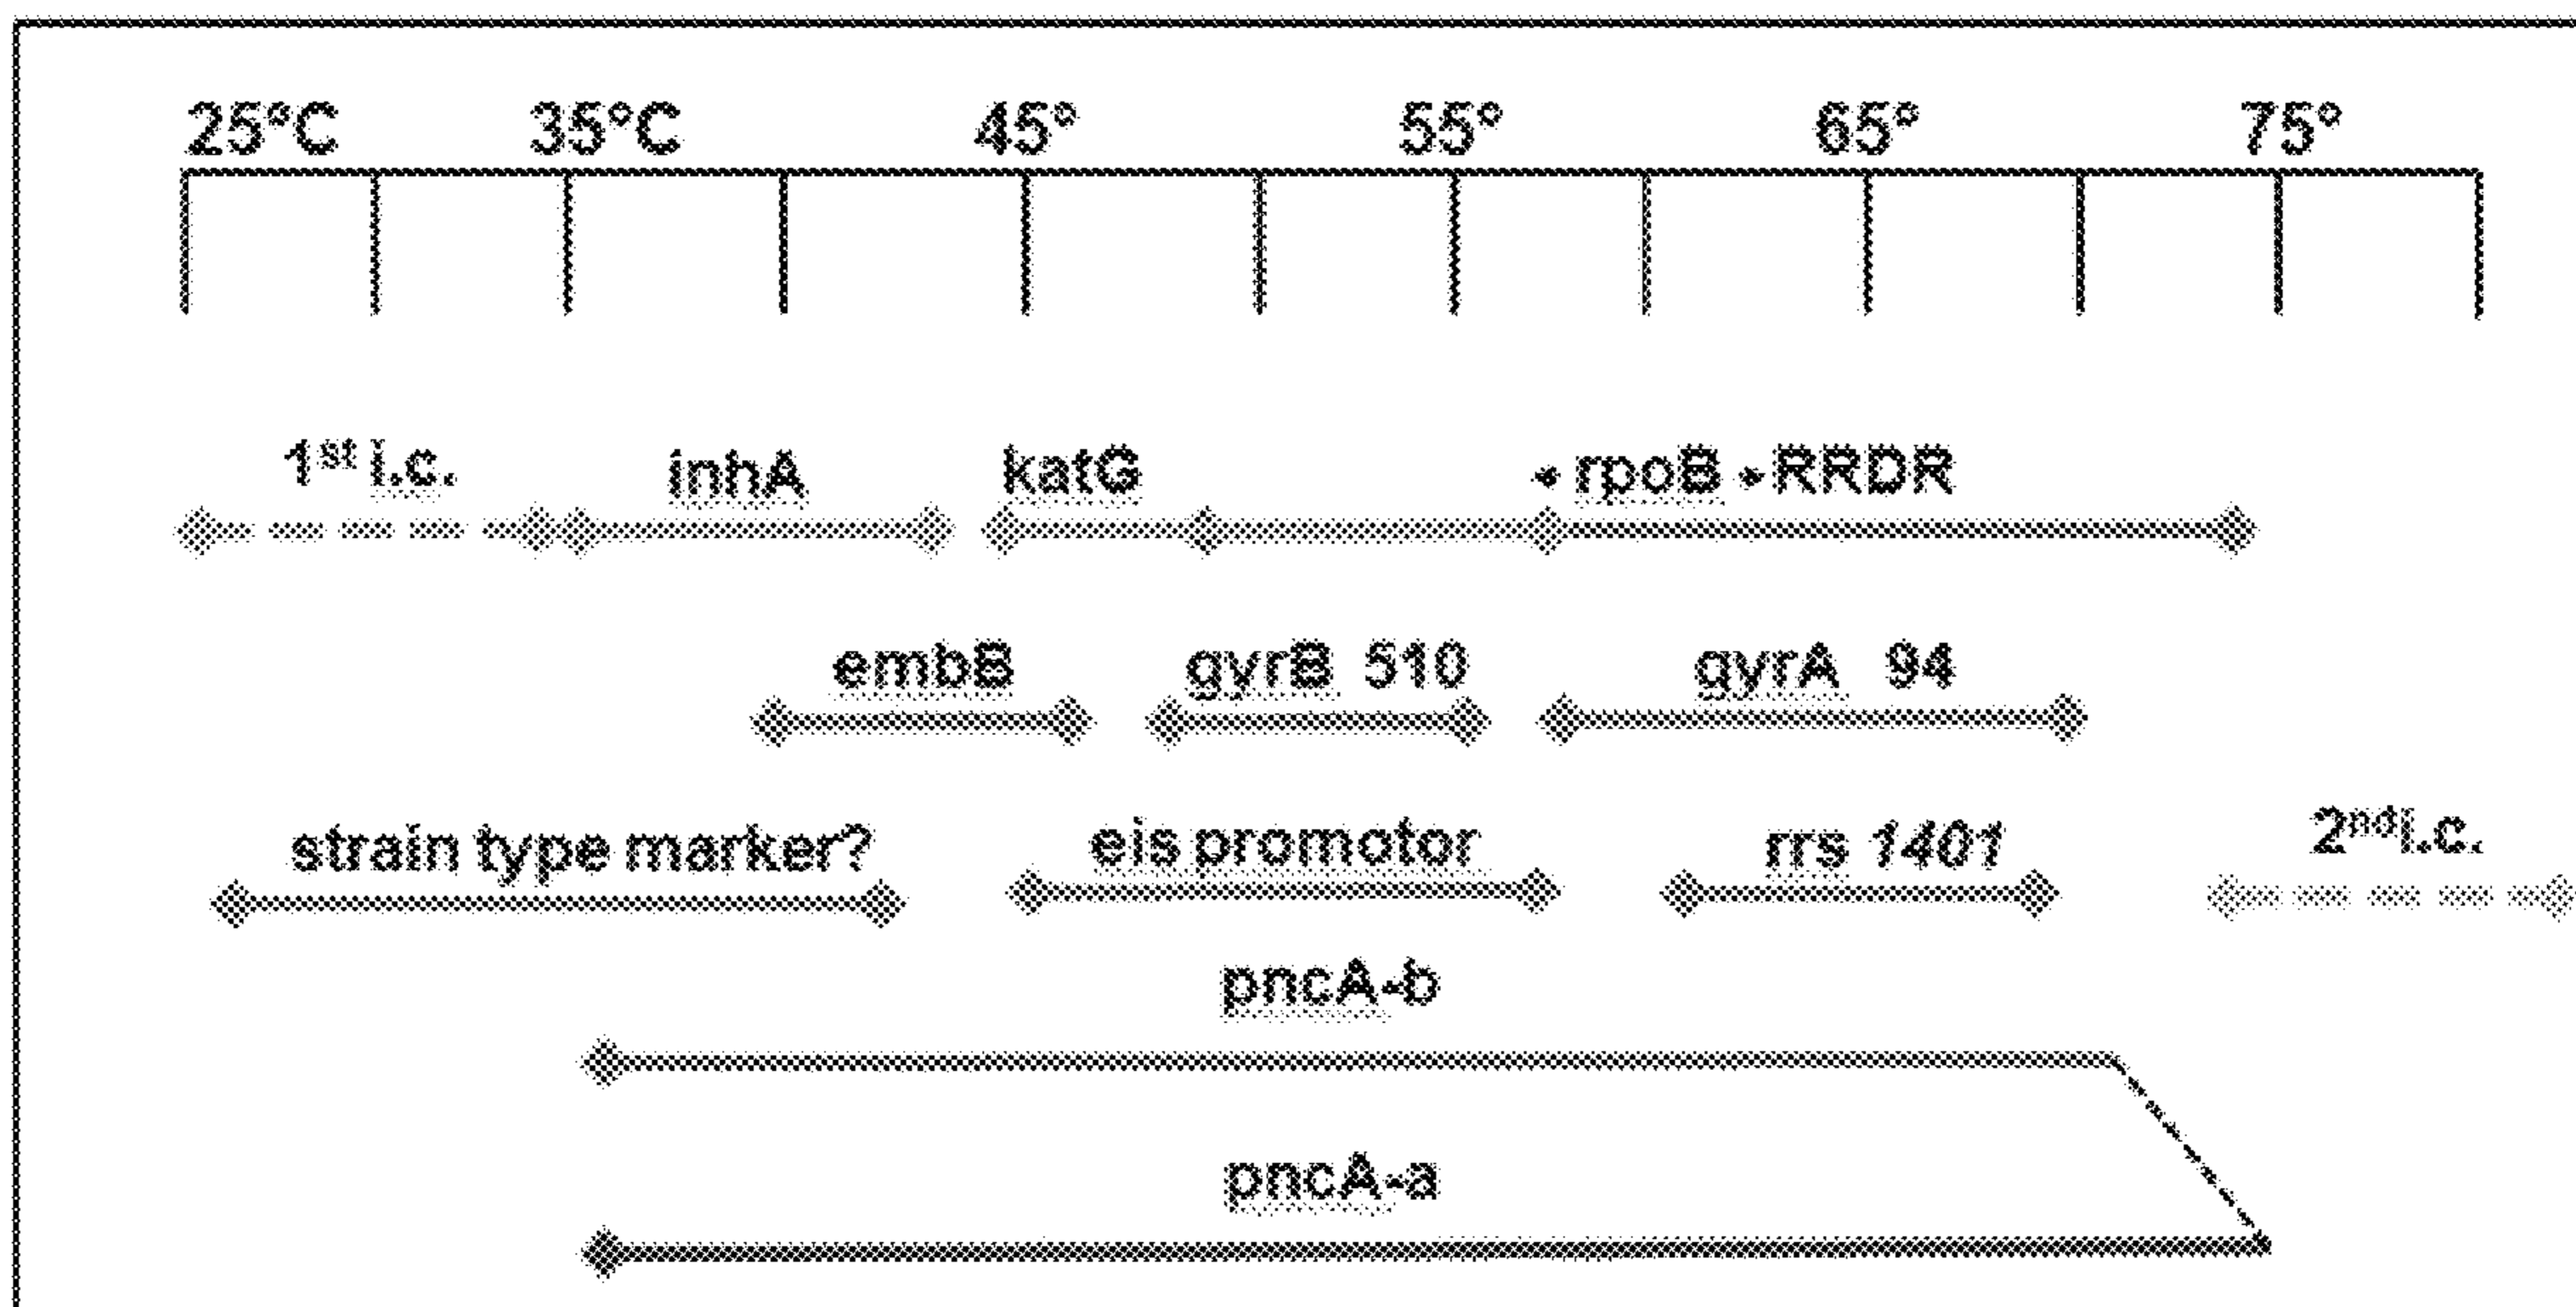 25°C 35°C 45° 55° 65° 75°
1st i.c. inhA katG rpoB RRDR
embB gyrB 510 gyrA 94
strain type marker? eis promotor rrs 1401 2nd i.c.
pncA-b
pncA-a